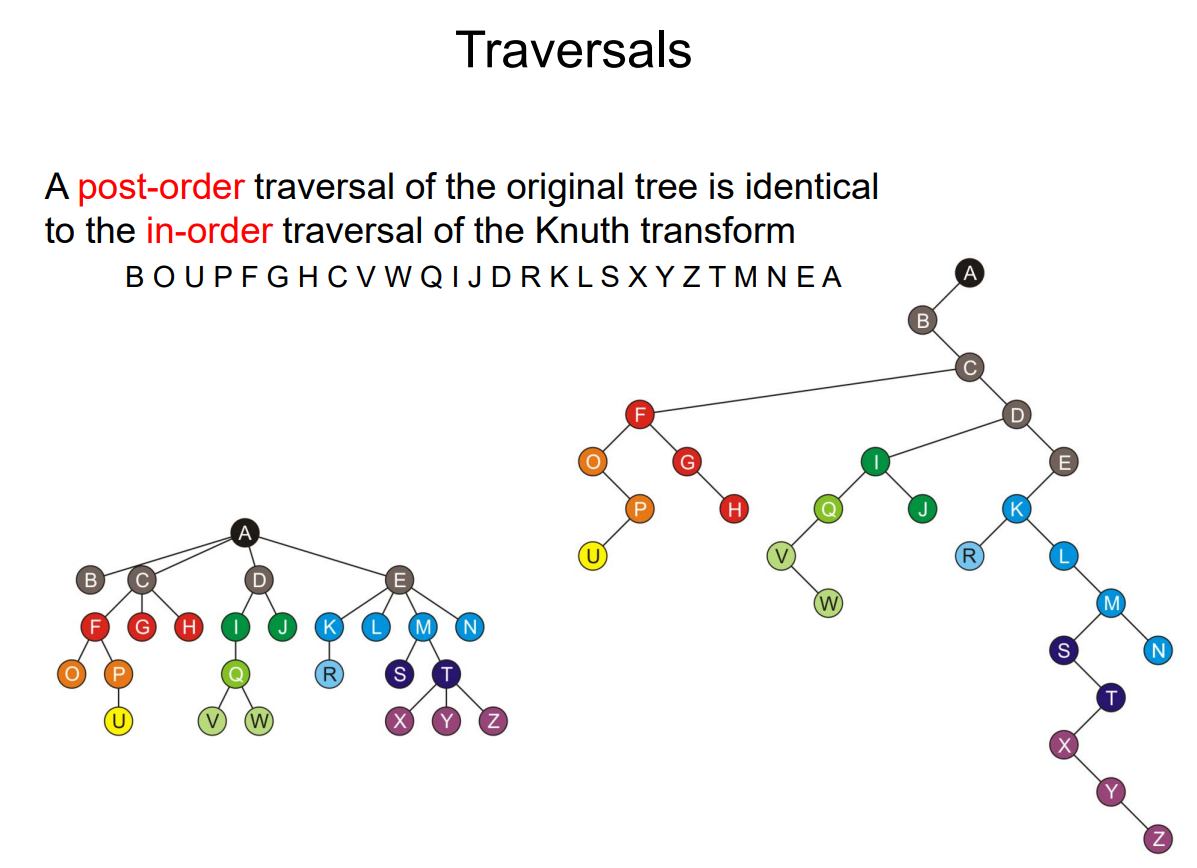 Traversals
A post-order traversal of the original tree is identical
to the in-order traversal of the Knuth transform
B O U P F G H C V W Q I J D R K L S X Y Z T M N E A
A
B
C
F D
O G I E
P H Q J K
U V R L
W M
S N
T
X
Y
Z
A
B C D E
F G H I J K L M N
O P Q R S T
U V W X Y Z